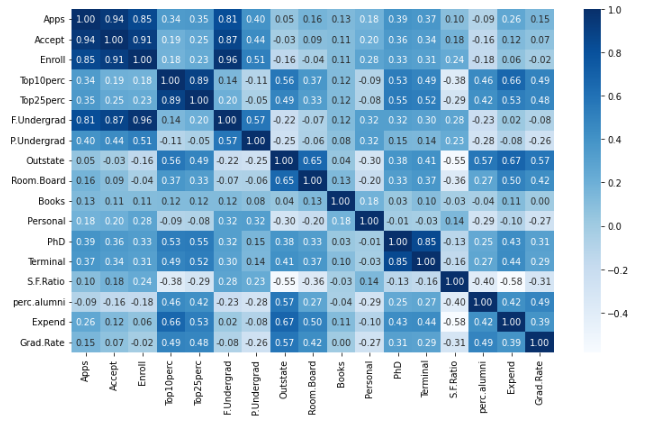 Apps 1.00 0.94 0.85 0.34 0.35 0.81 0.40 0.05 0.16 0.13 0.18 0.39 0.37 0.10 -0.09 0.26 0.15
Accept 0.94 1.00 0.91 0.19 0.25 0.87 0.44 -0.03 0.09 0.11 0.20 0.36 0.34 0.18 -0.16 0.12 0.07
Enroll 0.85 0.91 1.00 0.18 0.23 0.96 0.51 -0.16 -0.04 0.11 0.28 0.33 0.31 0.24 -0.18 0.06 -0.02
Top10perc 0.34 0.19 0.18 1.00 0.89 0.14 -0.11 0.56 0.37 0.12 -0.09 0.53 0.49 -0.38 0.46 0.66 0.49
Top25perc 0.35 0.25 0.23 0.89 1.00 0.20 -0.05 0.49 0.33 0.12 -0.08 0.55 0.52 -0.29 0.42 0.53 0.48
F.Undergrad 0.81 0.87 0.96 0.14 0.20 1.00 0.57 -0.22 -0.07 0.12 0.32 0.32 0.30 0.28 -0.23 0.02 -0.08
P.Undergrad 0.40 0.44 0.51 -0.11 -0.05 0.57 1.00 -0.25 -0.06 0.08 0.32 0.15 0.14 0.23 -0.28 -0.08 -0.26
Outstate 0.05 -0.03 -0.16 0.56 0.49 -0.22 -0.25 1.00 0.65 0.04 -0.30 0.38 0.41 -0.55 0.57 0.67 0.57
Room.Board 0.16 0.09 -0.04 0.37 0.33 -0.07 -0.06 0.65 1.00 0.13 -0.20 0.33 0.37 -0.36 0.27 0.50 0.42
Books 0.13 0.11 0.11 0.12 0.12 0.12 0.08 0.04 0.13 1.00 0.18 0.03 0.10 -0.03 -0.04 0.11 0.00
Personal 0.18 0.20 0.28 -0.09 -0.08 0.32 0.32 -0.30 -0.20 0.18 1.00 -0.01 -0.03 0.14 -0.29 -0.10 -0.27
PhD 0.39 0.36 0.33 0.53 0.55 0.32 0.15 0.38 0.33 0.03 -0.01 1.00 0.85 -0.13 0.25 0.43 0.31
Terminal 0.37 0.34 0.31 0.49 0.52 0.30 0.14 0.41 0.37 0.10 -0.03 0.85 1.00 -0.16 0.27 0.44 0.29
S.F.Ratio 0.10 0.18 0.24 -0.38 -0.29 0.28 0.23 -0.55 -0.36 -0.03 0.14 -0.13 -0.16 1.00 -0.40 -0.58 -0.31
perc.alumni -0.09 -0.16 -0.18 0.46 0.42 -0.23 -0.28 0.57 0.27 -0.04 -0.29 0.25 0.27 -0.40 1.00 0.42 0.49
Expend 0.26 0.12 0.06 0.66 0.53 0.02 -0.08 0.67 0.50 0.11 -0.10 0.43 0.44 -0.58 0.42 1.00 0.39
Grad.Rate 0.15 0.07 -0.02 0.49 0.48 -0.08 -0.26 0.57 0.42 0.00 -0.27 0.31 0.29 -0.31 0.49 0.39 1.00
Apps Accept Enroll Top10perc Top25perc F.Undergrad P.Undergrad Outstate Room.Board Books Personal PhD Terminal S.F.Ratio perc.alumni Expend Grad.Rate
1.0
0.8
0.6
0.4
0.2
0.0
−0.2
−0.4